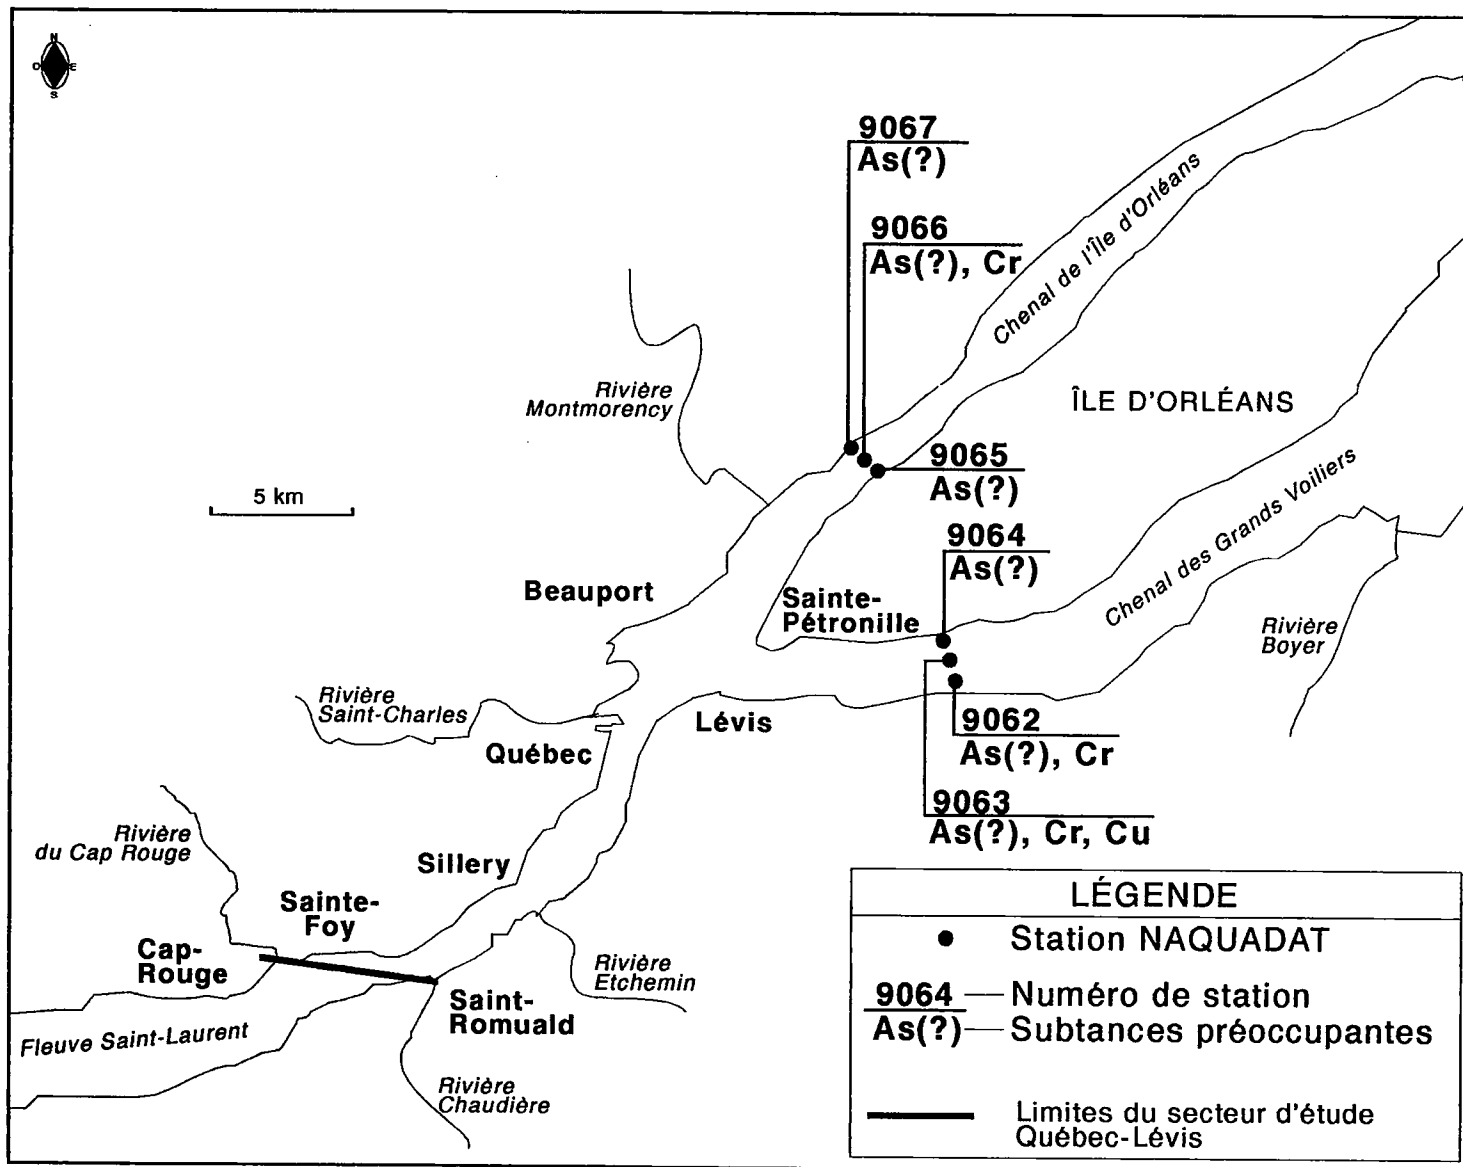 N
O E
S
9067
As(?)
9066
As(?), Cr
Chenal de l'Île d'Orléans
Rivière
Montmorency
ÎLE D'ORLÉANS
9065
As(?)
5 km
Chenal des Grands Voiliers
9064
As(?)
Beauport
Sainte-
Pétronille
Rivière
Boyer
Rivière
Saint-Charles
Lévis
9062
As(?), Cr
Québec
9063
As(?), Cr, Cu
Rivière
du Cap Rouge
Sillery
Sainte-
Foy
Cap-
Rouge
Rivière
Etchemin
Saint-
Romuald
Fleuve Saint-Laurent
Rivière
Chaudière
LÉGENDE
Station NAQUADAT
9064 — Numéro de station
As(?) — Subtances préoccupantes
Limites du secteur d'étude
Québec-Lévis